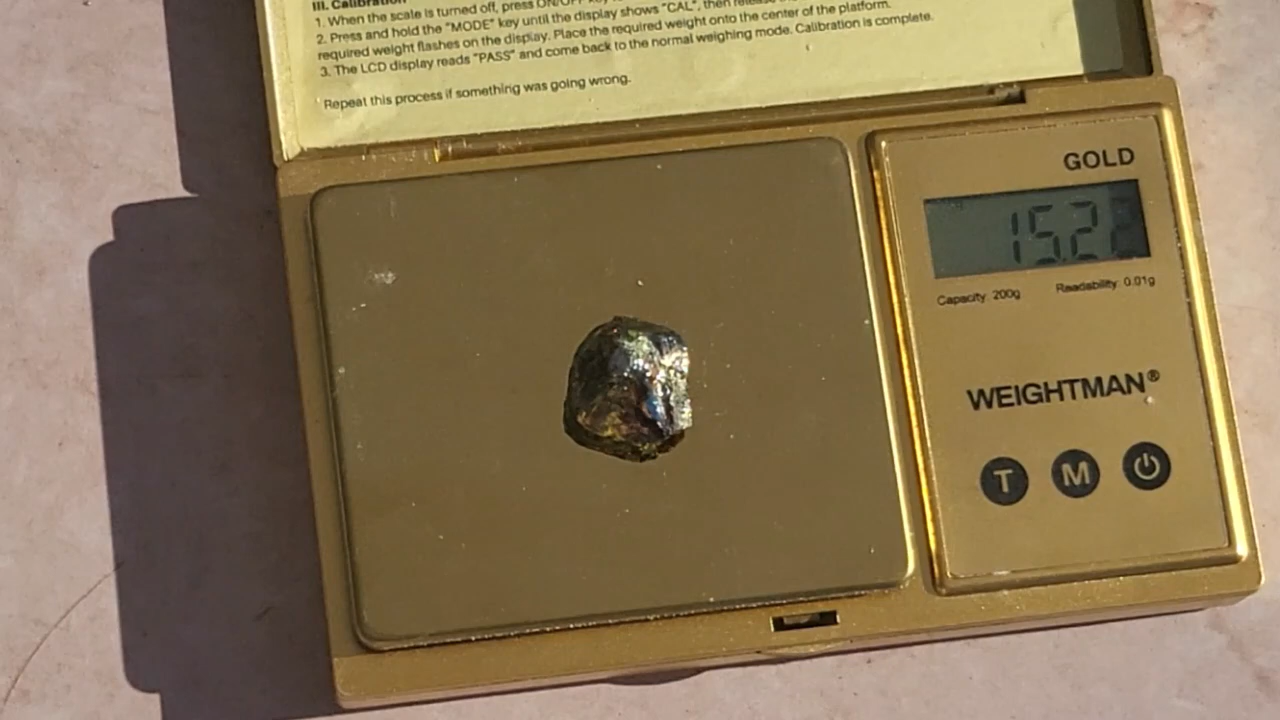 III. Calibration
1. When the scale is turned off, press ON/OFF key
2. Press and hold the "MODE" key until the display shows "CAL", then release the
required weight flashes on the display. Place the required weight onto the center of the platform.
3. The LCD display reads "PASS" and come back to the normal weighing mode. Calibration is complete.
Repeat this process if something was going wrong.
GOLD
Capacity 200g Readability 0.01g
WEIGHTMAN®
T M